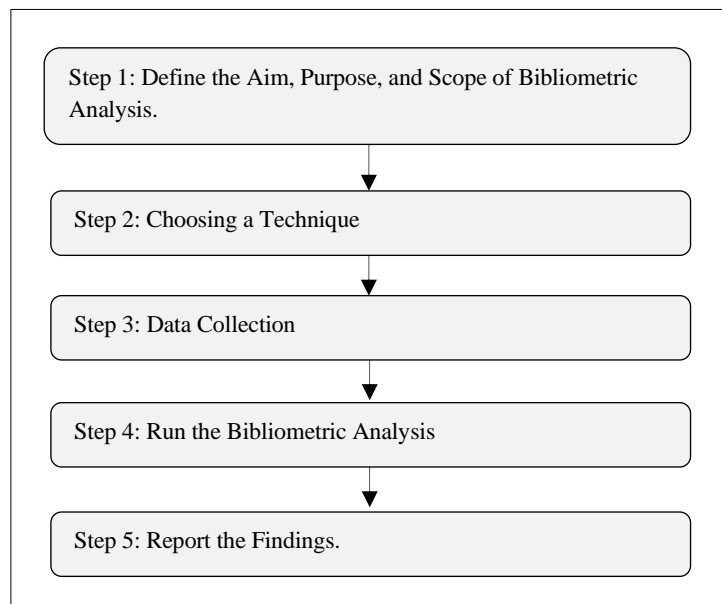 Step 1: Define the Aim, Purpose, and Scope of Bibliometric
Analysis.
Step 2: Choosing a Technique
Step 3: Data Collection
Step 4: Run the Bibliometric Analysis
Step 5: Report the Findings.